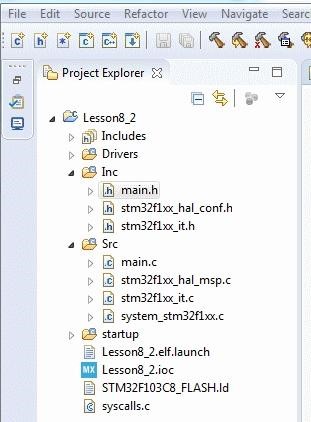 File Edit Source Refactor View Navigate Searc
Project Explorer
Lesson8_2
Includes
Drivers
Inc
main.h
stm32f1xx_hal_conf.h
stm32f1xx_it.h
Src
main.c
stm32f1xx_hal_msp.c
stm32f1xx_it.c
system_stm32f1xx.c
startup
Lesson8_2.elf.launch
MX Lesson8_2.ioc
STM32F103C8_FLASH.ld
syscalls.c